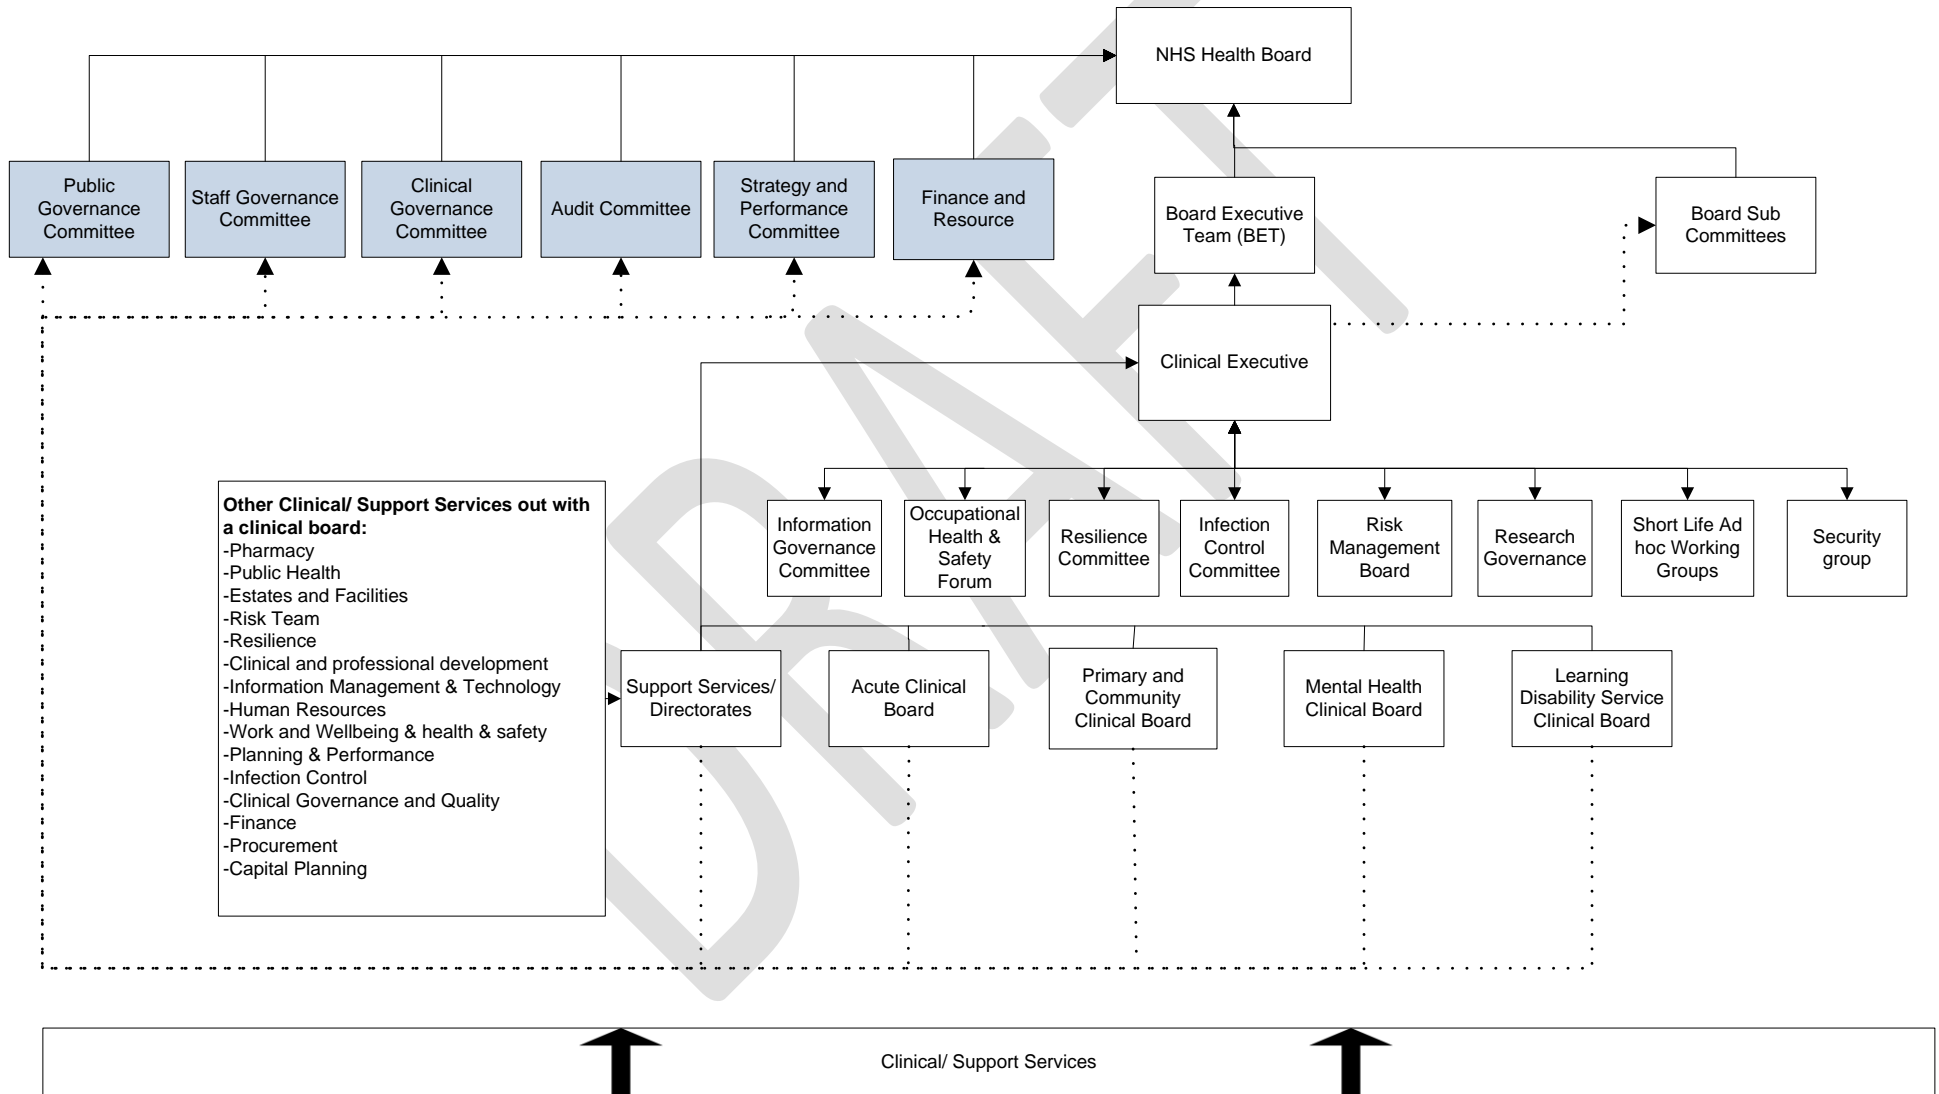 NHS Health Board
Public
Governance
Committee
Staff Governance
Committee
Clinical
Governance
Committee
Audit Committee
Strategy and
Performance
Committee
Finance and
Resource
Board Executive
Team (BET)
Board Sub
Committees
Clinical Executive
Information
Governance
Committee
Occupational
Health &
Safety
Forum
Resilience
Committee
Infection
Control
Committee
Risk
Management
Board
Research
Governance
Short Life Ad
hoc Working
Groups
Security
group
Other Clinical/ Support Services out with
a clinical board:
-Pharmacy
-Public Health
-Estates and Facilities
-Risk Team
-Resilience
-Clinical and professional development
-Information Management & Technology
-Human Resources
-Work and Wellbeing & health & safety
-Planning & Performance
-Infection Control
-Clinical Governance and Quality
-Finance
-Procurement
-Capital Planning
Support Services/
Directorates
Acute Clinical
Board
Primary and
Community
Clinical Board
Mental Health
Clinical Board
Learning
Disability Service
Clinical Board
Clinical/ Support Services
DRAFT